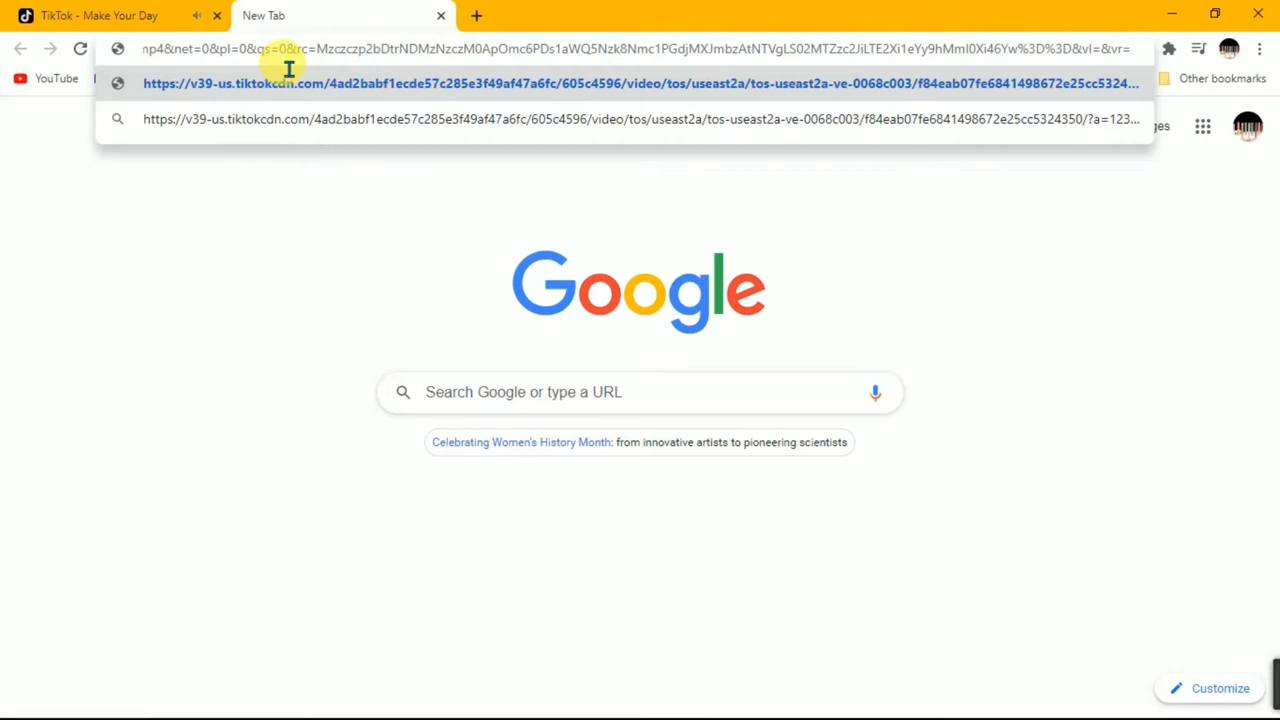 TikTok - Make Your Day
New Tab
np4&net=0&pl=0&qs=0&rc=Mzczczp2bDtrNDMzNzczM0ApOmc6PDs1aWQ5Nzk8Nmc1PGdjMXJmbzAtNTVgLS02MTZzc2JiLTE2Xi1eYy9hMmI0Xi46Yw%3D%3D&vl=&vr=
YouTube
https://v39-us.tiktokcdn.com/4ad2babf1ecde57c285e3f49af47a6fc/605c4596/video/tos/useast2a/tos-useast2a-ve-0068c003/f84eab07fe6841498672e25cc5324...
Other bookmarks
https://v39-us.tiktokcdn.com/4ad2babf1ecde57c285e3f49af47a6fc/605c4596/video/tos/useast2a/tos-useast2a-ve-0068c003/f84eab07fe6841498672e25cc5324350/?a=123...
ges
Google
Search Google or type a URL
Celebrating Women's History Month: from innovative artists to pioneering scientists
Customize